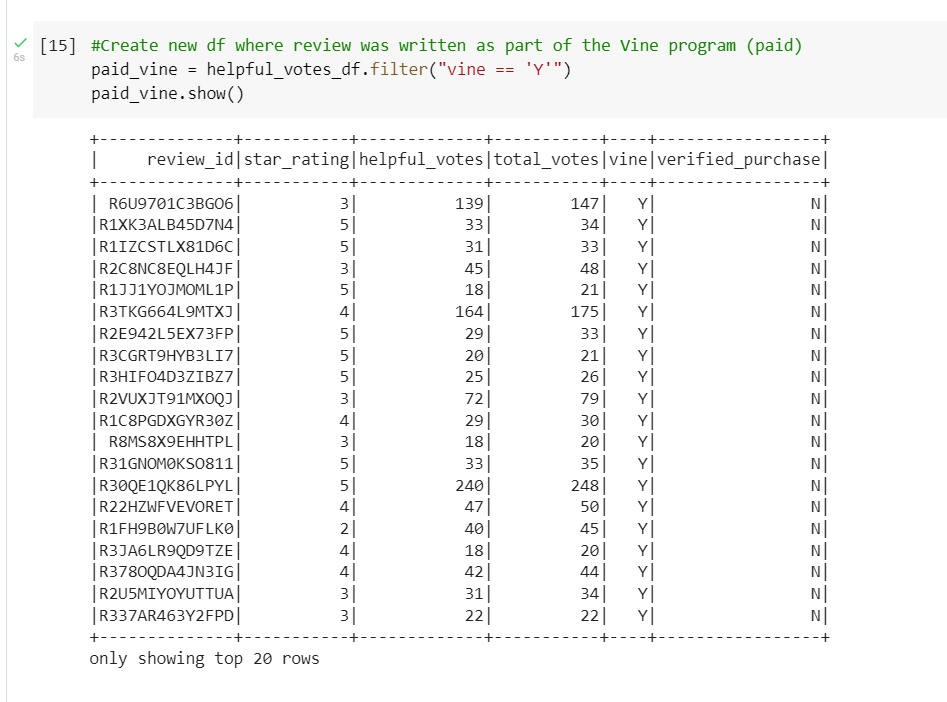 [15] #Create new df where review was written as part of the Vine program (paid)
6s
paid_vine = helpful_votes_df.filter("vine == 'Y'")
paid_vine.show()
+--------------+-----------+-------------+-----------+----+-----------------+
|     review_id|star_rating|helpful_votes|total_votes|vine|verified_purchase|
+--------------+-----------+-------------+-----------+----+-----------------+
| R6U9701C3BGO6|          3|          139|        147|   Y|                N|
|R1XK3ALB45D7N4|          5|           33|         34|   Y|                N|
|R1IZCSTLX81D6C|          5|           31|         33|   Y|                N|
|R2C8NC8EQLH4JF|          3|           45|         48|   Y|                N|
|R1JJ1YOJMOML1P|          5|           18|         21|   Y|                N|
|R3TKG664L9MTXJ|          4|          164|        175|   Y|                N|
|R2E942L5EX73FP|          5|           29|         33|   Y|                N|
|R3CGRT9HYB3LI7|          5|           20|         21|   Y|                N|
|R3HIFO4D3ZIBZ7|          5|           25|         26|   Y|                N|
|R2VUXJT91MXOQJ|          3|           72|         79|   Y|                N|
|R1C8PGDXGYR30Z|          4|           29|         30|   Y|                N|
| R8MS8X9EHHTPL|          3|           18|         20|   Y|                N|
|R31GNOM0KSO811|          5|           33|         35|   Y|                N|
|R30QE1QK86LPYL|          5|          240|        248|   Y|                N|
|R22HZWFVEVORET|          4|           47|         50|   Y|                N|
|R1FH9B0W7UFLK0|          2|           40|         45|   Y|                N|
|R3JA6LR9QD9TZE|          4|           18|         20|   Y|                N|
|R378OQDA4JN3IG|          4|           42|         44|   Y|                N|
|R2U5MIYOYUTTUA|          3|           31|         34|   Y|                N|
|R337AR463Y2FPD|          3|           22|         22|   Y|                N|
+--------------+-----------+-------------+-----------+----+-----------------+
only showing top 20 rows